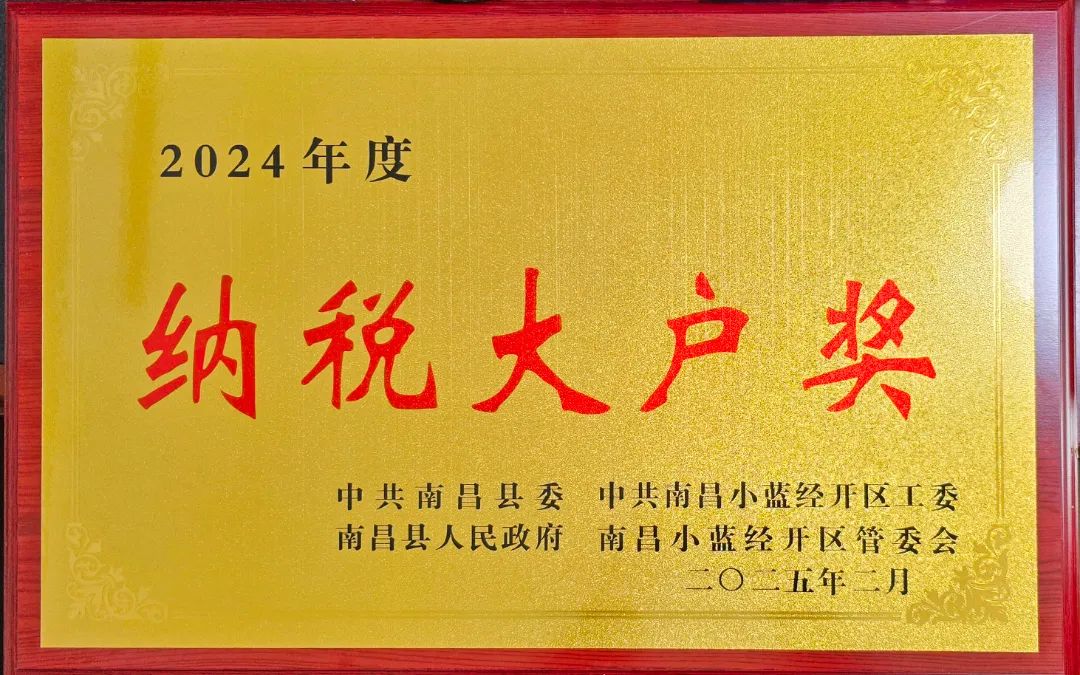 2024年度
纳税大户奖
中共南昌县委 中共南昌小蓝经开区工委
南昌县人民政府 南昌小蓝经开区管委会
二〇二五年二月